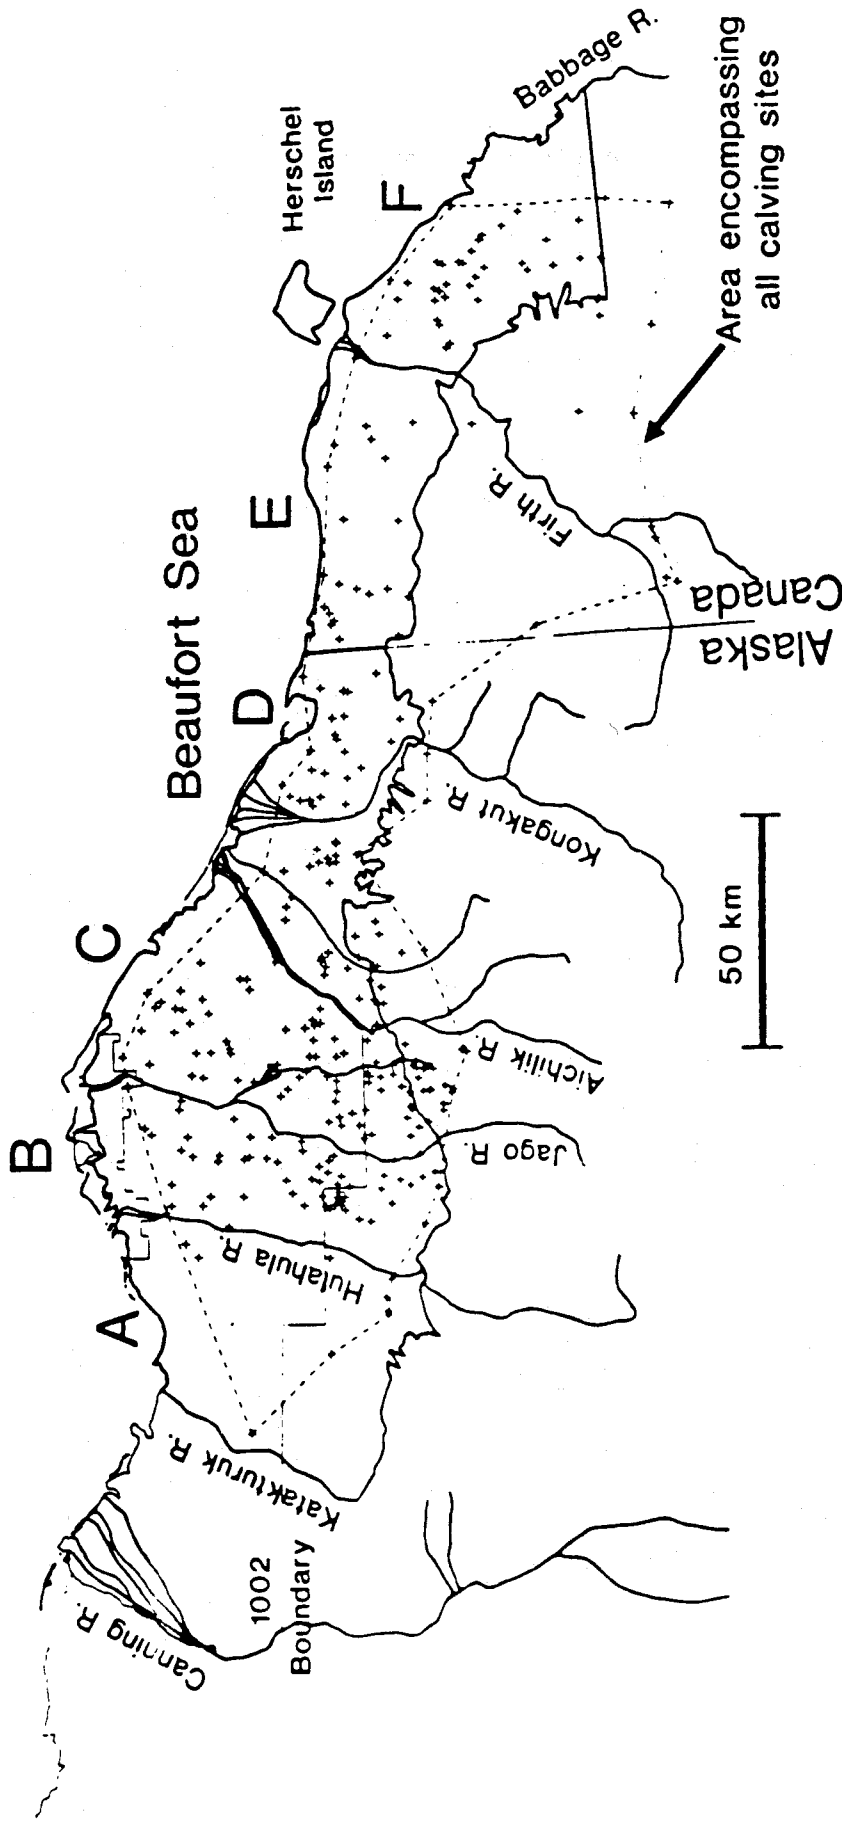 Beaufort Sea
Herschel
Island
A
B
C
D
E
F
Canning R.
Katakturuk R.
Hulahula R.
Jago R.
Aichilik R.
Kongakut R.
Firth R.
Babbage R.
1002
Boundary
Alaska
Canada
50 km
Area encompassing
all calving sites